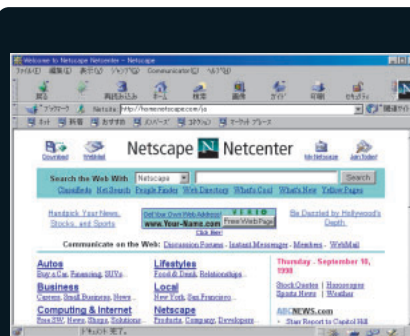 Welcome to Netscape Netcenter - Netscape
ファイル(F) 編集(E) 表示(V) ジャンプ(G) Communicator(C) ヘルプ(H)
戻る 再読み込み ホーム 検索 ガイド 印刷 セキュリティ
ブックマーク Netsite: http://home.netscape.com/ja 関連サイト
ネット 新着 おすすめ メンバーズ コネクション マーケットプレース
Download WebMail Netscape N Netcenter My Netscape Join Today!
Search the Web With Netscape Search
Classifieds Net Search People Finder Web Directory What's Cool What's New Yellow Pages
Handpick Your News, Stocks, and Sports
Get Your Own Web Address! VERIO
www.Your-Name.com Free Web Page
Click Here!
Be Dazzled by Hollywood's Depth.
Communicate on the Web: Discussion Forums - Instant Messenger - Members - WebMail
Autos
Buy a Car, Financing, SUVs...
Business
Careers, Small Business, News...
Computing & Internet
Free SW, News, Shops, Solutions...
Lifestyles
Food & Drink, Relationships...
Local
New York, San Francisco...
Netscape
Products, Company, Developers...
Thursday - September 10, 1998
Stock Quotes | Horoscopes
Sports News | Weather
ABCNEWS.com
Starr Report to Capitol Hill
ドキュメント: 完了。